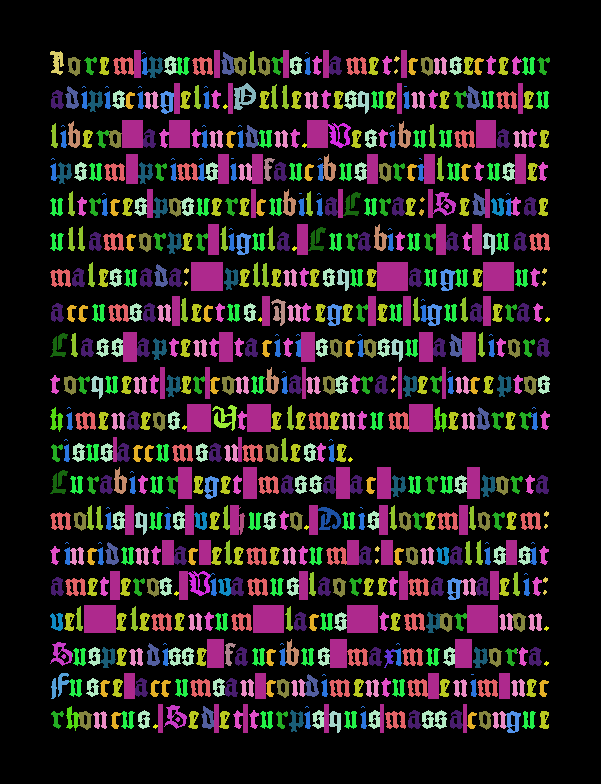 Lorem ipsum dolor sit amet, consectetur
adipiscing elit. Pellentesque interdum eu
libero at tincidunt. Vestibulum ante
ipsum primis in faucibus orci luctus et
ultrices posuere cubilia Curae; Sed vitae
ullamcorper ligula. Curabitur at quam
malesuada, pellentesque augue ut,
accumsan lectus. Integer eu ligula erat.
Class aptent taciti sociosqu ad litora
torquent per conubia nostra, per inceptos
himenaeos. Ut elementum hendrerit
risus accumsan molestie.
Curabitur eget massa ac purus porta
mollis quis vel justo. Duis lorem lorem,
tincidunt ac elementum a, convallis sit
amet eros. Vivamus laoreet magna elit,
vel elementum lacus tempor non.
Suspendisse faucibus maximus porta.
Fusce accumsan condimentum enim nec
rhoncus. Sed et turpis quis massa congue